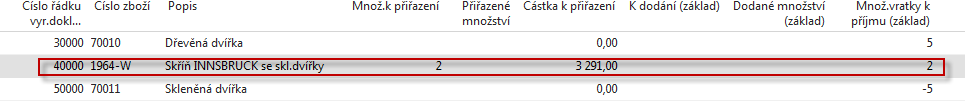 Číslo řádku vyr.dokl... Číslo zboží Popis Množ.k přiřazení Přiřazené množství Částka k přiřazení K dodání (základ) Dodané množství (základ) Množ.vratky k příjmu (základ)
30000 70010 Dřevěná dvířka 0,00 5
40000 1964-W Skříň INNSBRUCK se skl.dvířky 2 3 291,00 2
50000 70011 Skleněná dvířka 0,00 -5